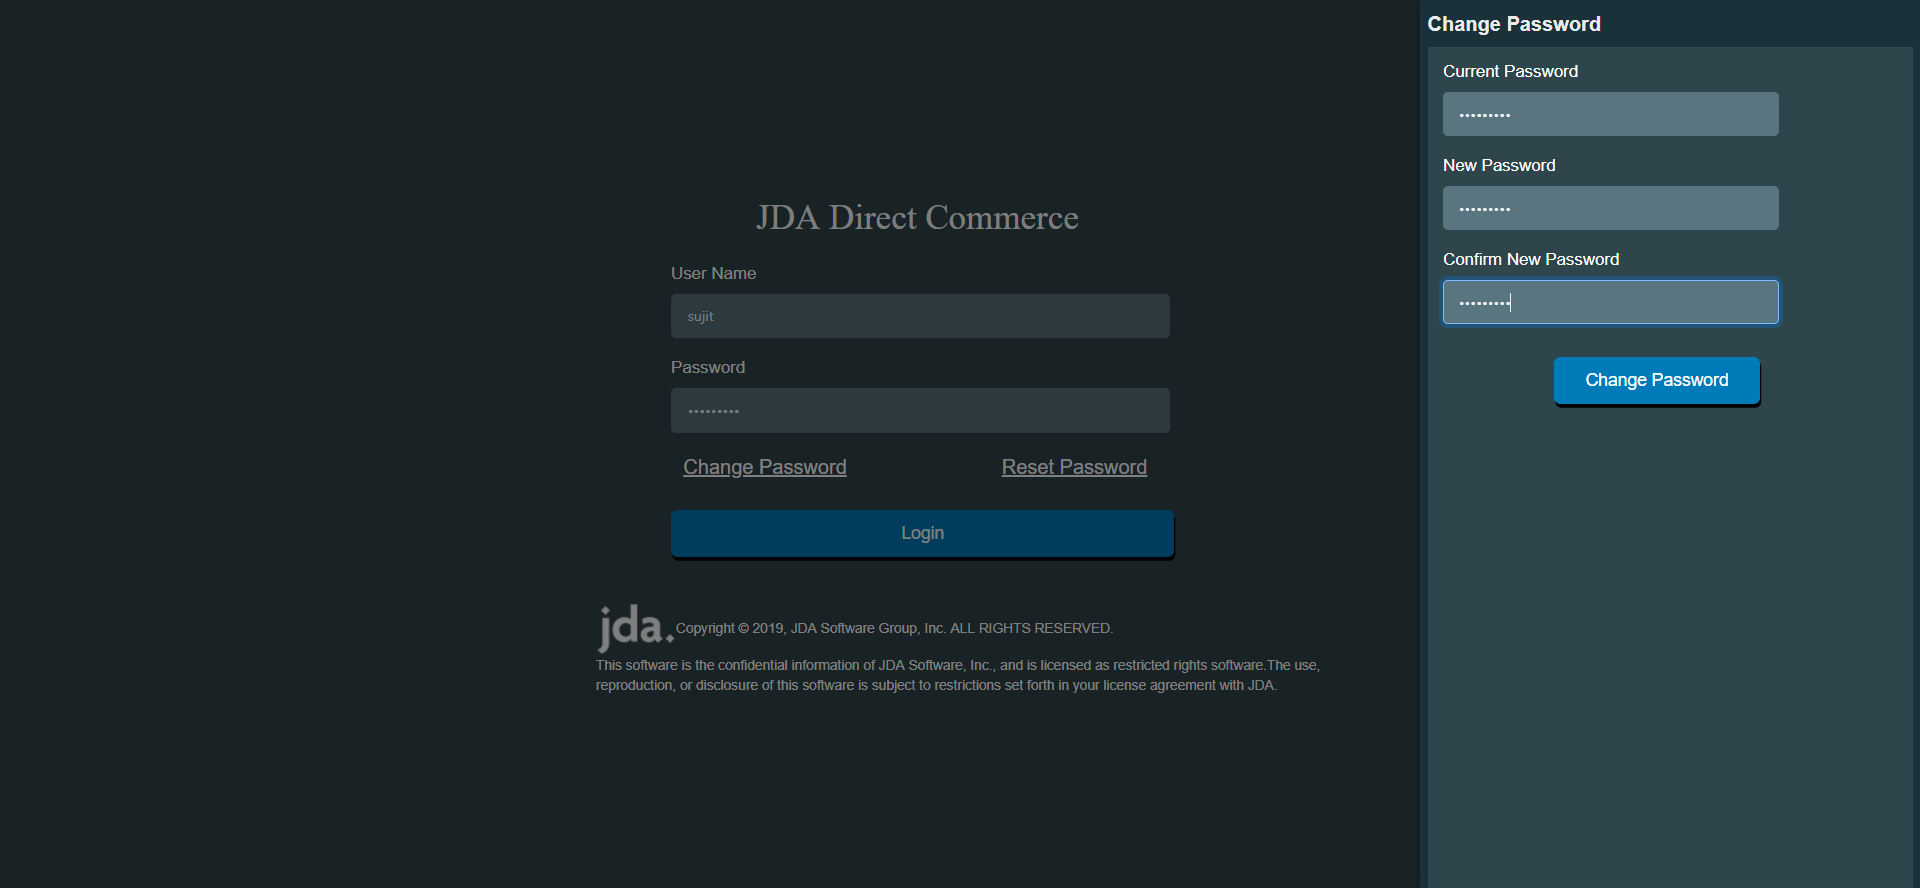 JDA Direct Commerce
User Name
sujit
Password
•••••••••
Change Password
Reset Password
Login
jda.
Copyright © 2019, JDA Software Group, Inc. ALL RIGHTS RESERVED.
This software is the confidential information of JDA Software, Inc., and is licensed as restricted rights software.The use,
reproduction, or disclosure of this software is subject to restrictions set forth in your license agreement with JDA.
Change Password
Current Password
•••••••••
New Password
•••••••••
Confirm New Password
•••••••••
Change Password